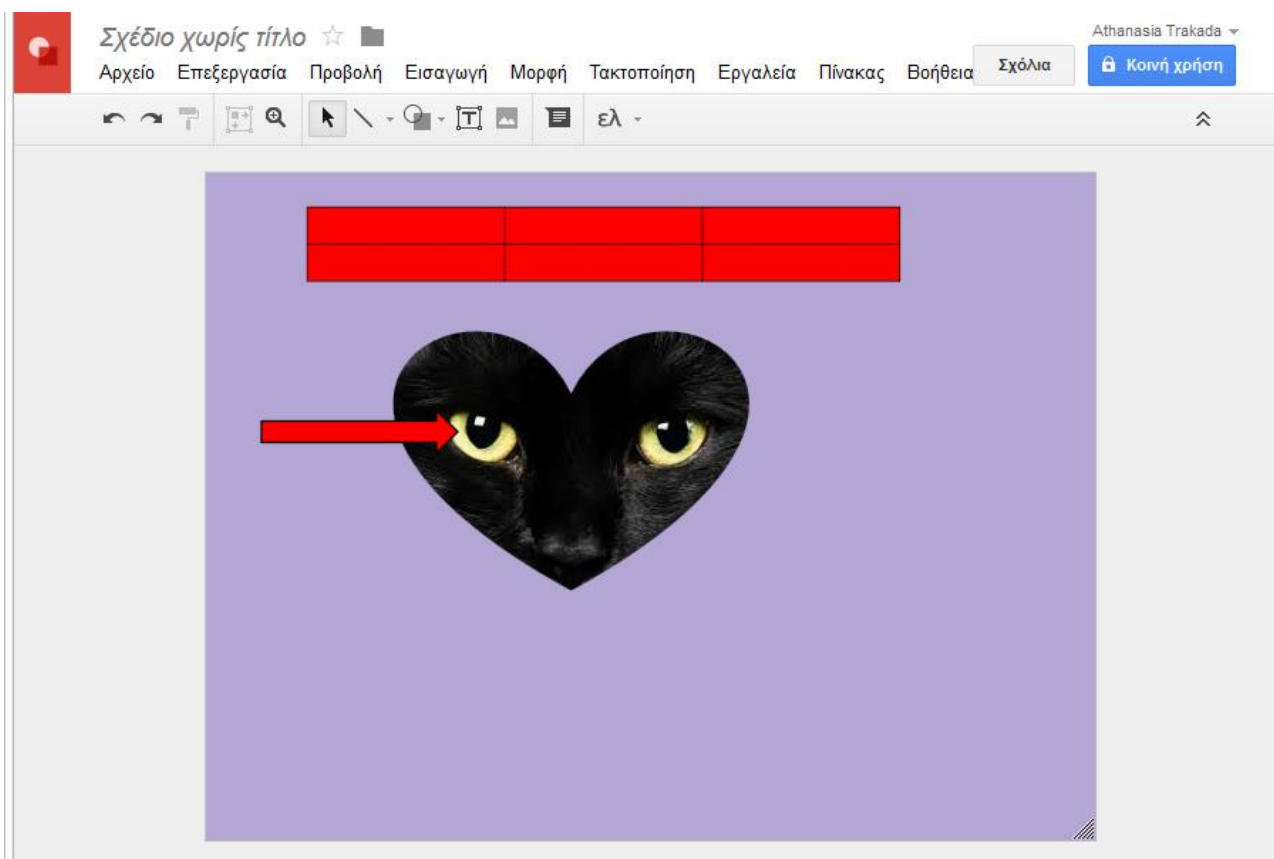 Σχέδιο χωρίς τίτλο
Athanasia Trakada
Αρχείο Επεξεργασία Προβολή Εισαγωγή Μορφή Τακτοποίηση Εργαλεία Πίνακας Βοήθεια
Σχόλια
Κοινή χρήση
ελ